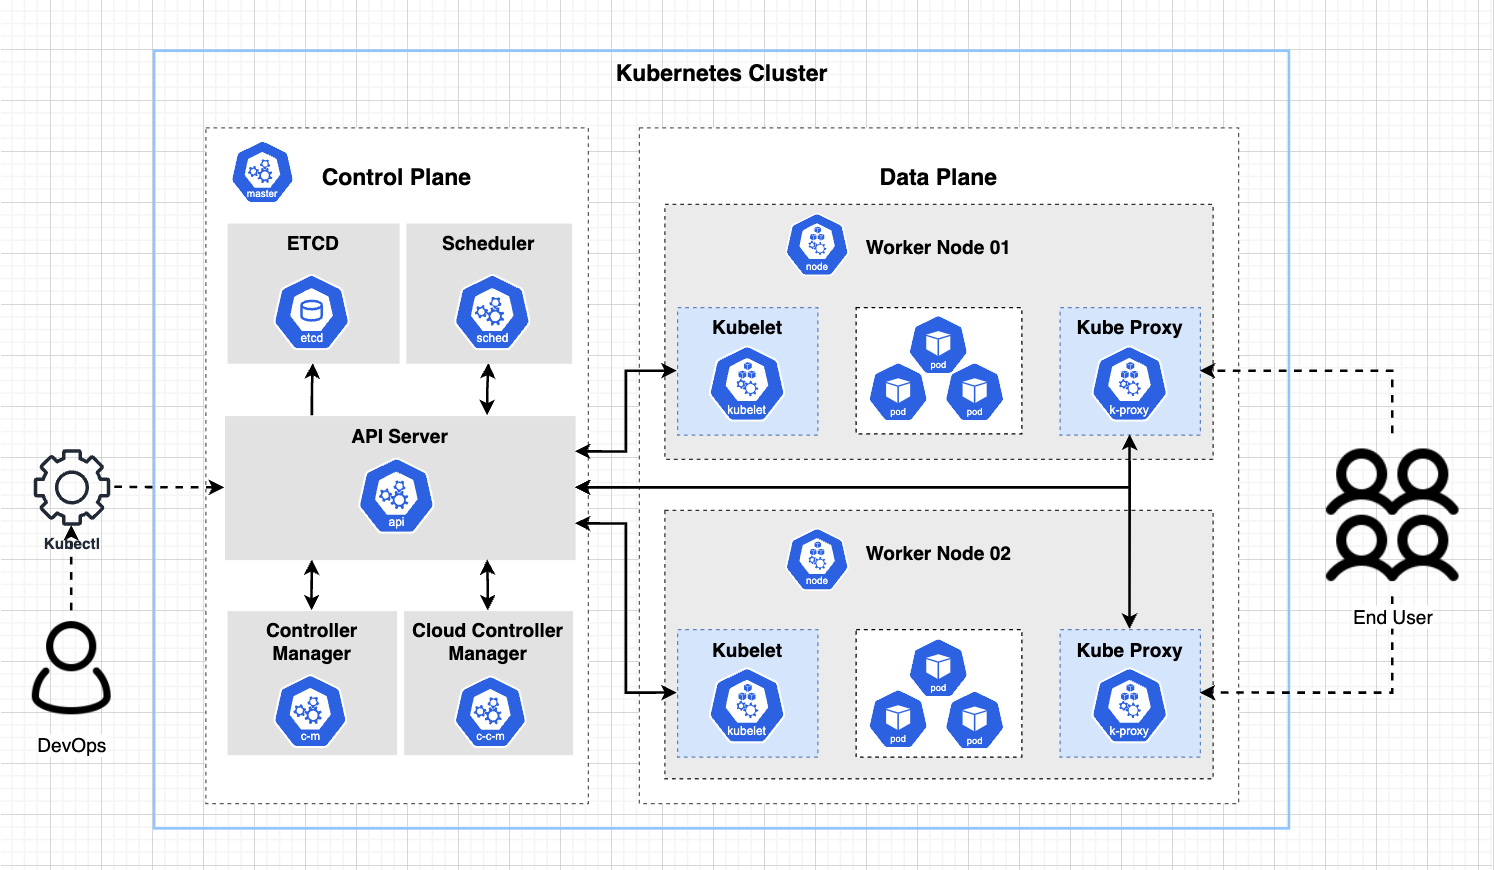 Kubernetes Cluster
master
Control Plane
ETCD
etcd
Scheduler
sched
API Server
api
Controller
Manager
c-m
Cloud Controller
Manager
c-c-m
Kubectl
DevOps
Data Plane
node
Worker Node 01
Kubelet
kubelet
pod
pod
pod
Kube Proxy
k-proxy
node
Worker Node 02
Kubelet
kubelet
pod
pod
pod
Kube Proxy
k-proxy
End User